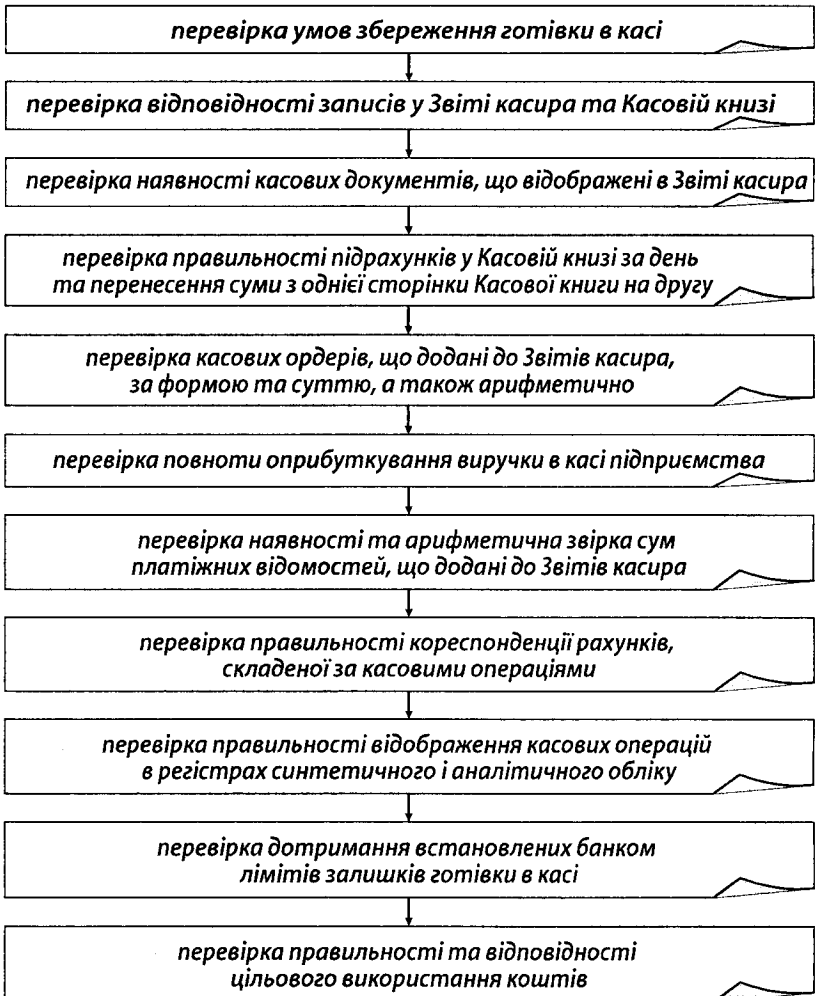 перевірка умов збереження готівки в касі
перевірка відповідності записів у Звіті касира та Касовій книзі
перевірка наявності касових документів, що відображені в Звіті касира
перевірка правильності підрахунків у Касовій книзі за день
та перенесення суми з однієї сторінки Касової книги на другу
перевірка касових ордерів, що додані до Звітів касира,
за формою та суттю, а також арифметично
перевірка повноти оприбуткування виручки в касі підприємства
перевірка наявності та арифметична звірка сум
платіжних відомостей, що додані до Звітів касира
перевірка правильності кореспонденції рахунків,
складеної за касовими операціями
перевірка правильності відображення касових операцій
в регістрах синтетичного і аналітичного обліку
перевірка дотримання встановлених банком
лімітів залишків готівки в касі
перевірка правильності та відповідності
цільового використання коштів